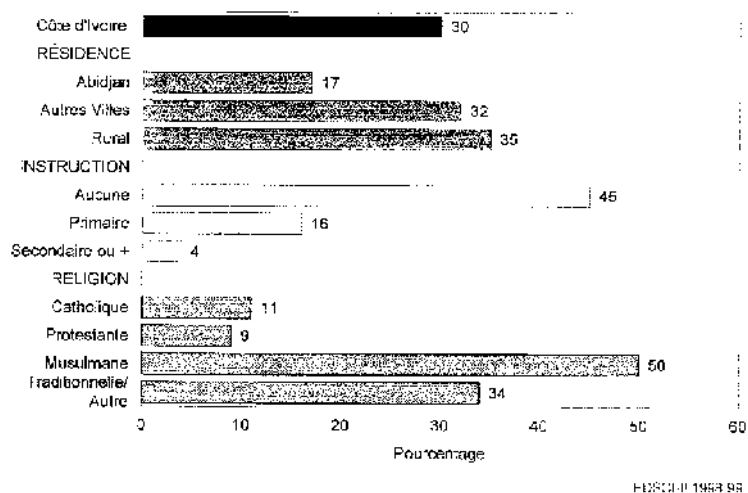 Côte d'Ivoire 30
RÉSIDENCE
Abidjan 17
Autres Villes 32
Rural 35
INSTRUCTION
Aucune 45
Primaire 16
Secondaire ou + 4
RELIGION
Catholique 11
Protestante 9
Musulmane 50
Traditionnelle/
Autre 34
0 10 20 30 40 50 60
Pourcentage
1998-99